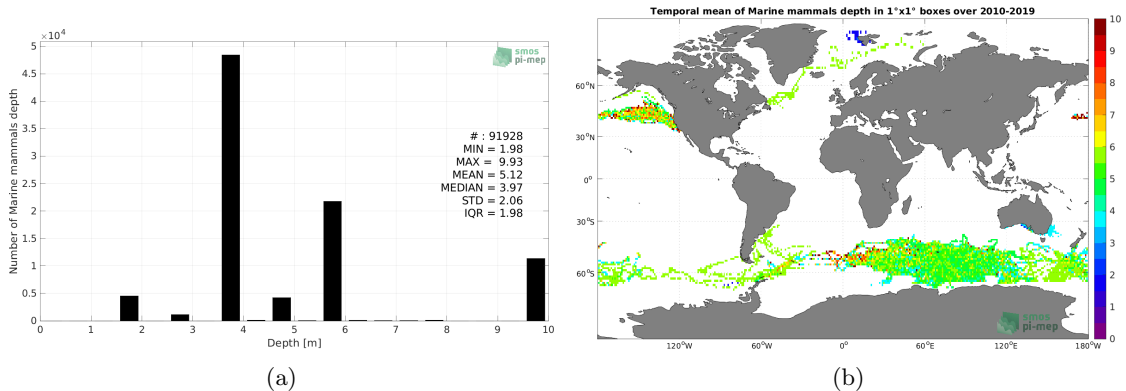 ×10^4
5
4.5
4
3.5
3
2.5
2
1.5
1
0.5
0
Number of Marine mammals depth
smos
pi-mep
# : 91928
MIN = 1.98
MAX = 9.93
MEAN = 5.12
MEDIAN = 3.97
STD = 2.06
IQR = 1.98
0 1 2 3 4 5 6 7 8 9 10
Depth [m]
(a)
Temporal mean of Marine mammals depth in 1°x1° boxes over 2010-2019
60°N
30°N
0°
30°S
60°S
120°W 60°W 0° 60°E 120°E 180°W
smos
pi-mep
10
9
8
7
6
5
4
3
2
1
0
(b)